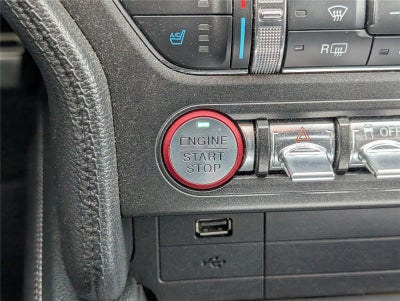 A/C
R
ENGINE
START
STOP
OFF